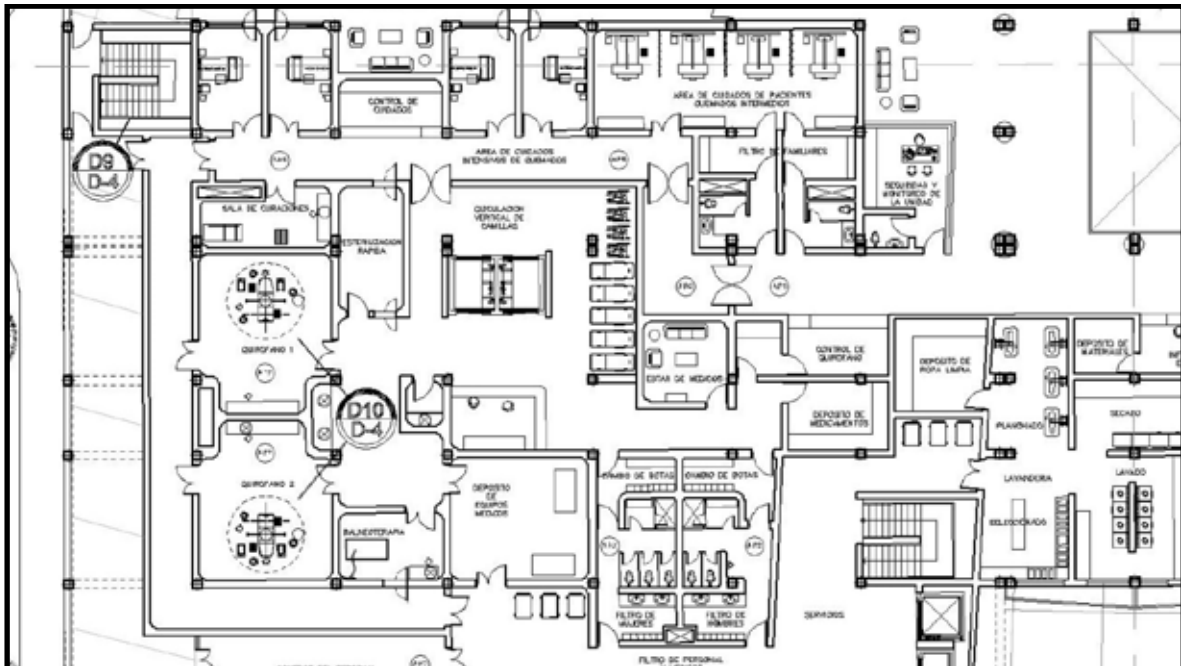 CONTROL DE
CUIDADOS
AREA DE CUIDADOS DE PACIENTES
QUEMADOS INTERMEDIOS
D9
D-4
AREA DE CUIDADOS
INTENSIVOS DE QUEMADOS
FILTRO DE FAMILIARES
SEGURIDAD Y
MONITOREO DE
LA UNIDAD
SALA DE CURACIONES
CIRCULACION
VERTICAL DE
CAMILLAS
ESTERILIZACION
RAPIDA
QUIROFANO 1
CONTROL DE
QUIROFANO
ESTAR DE MEDICOS
DEPOSITO DE
ROPA LIMPIA
DEPOSITO DE
MATERIALES
D10
D-4
DEPOSITO DE
MEDICAMENTOS
PLANCHADO
SECADO
QUIROFANO 2
DEPOSITO
DE
EQUIPOS
MEDICOS
CAMBIO DE BOTAS
CAMBIO DE BOTAS
LAVANDERIA
LAVADO
BALNEOTERAPIA
FILTRO DE
MUJERES
FILTRO DE
HOMBRES
SERVICIOS
FILTRO DE PERSONAL